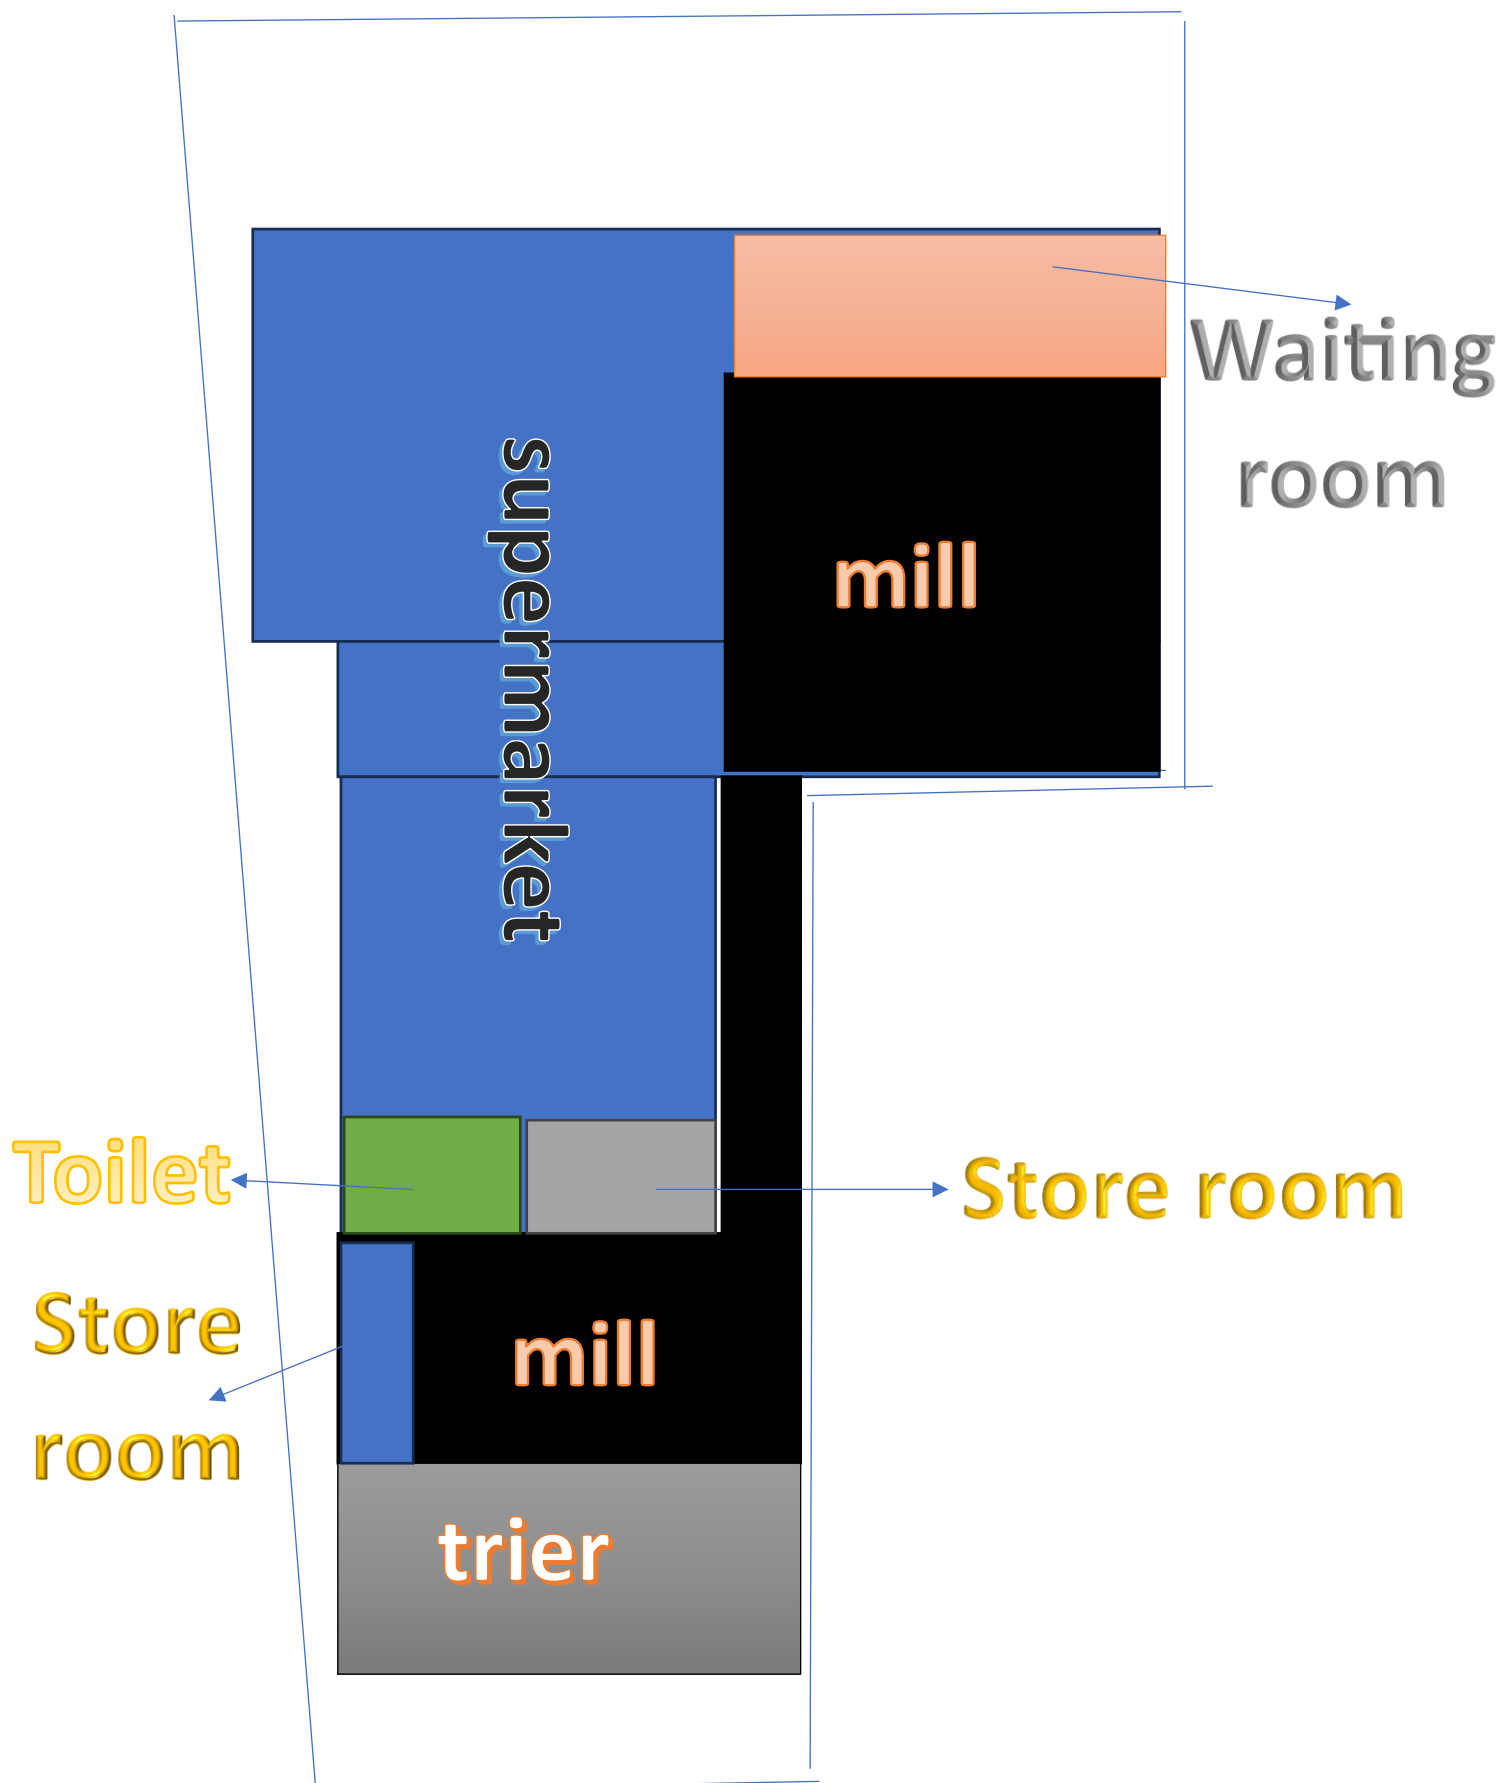 Waiting
room
supermarket
mill
Toilet
Store room
Store
room
mill
trier